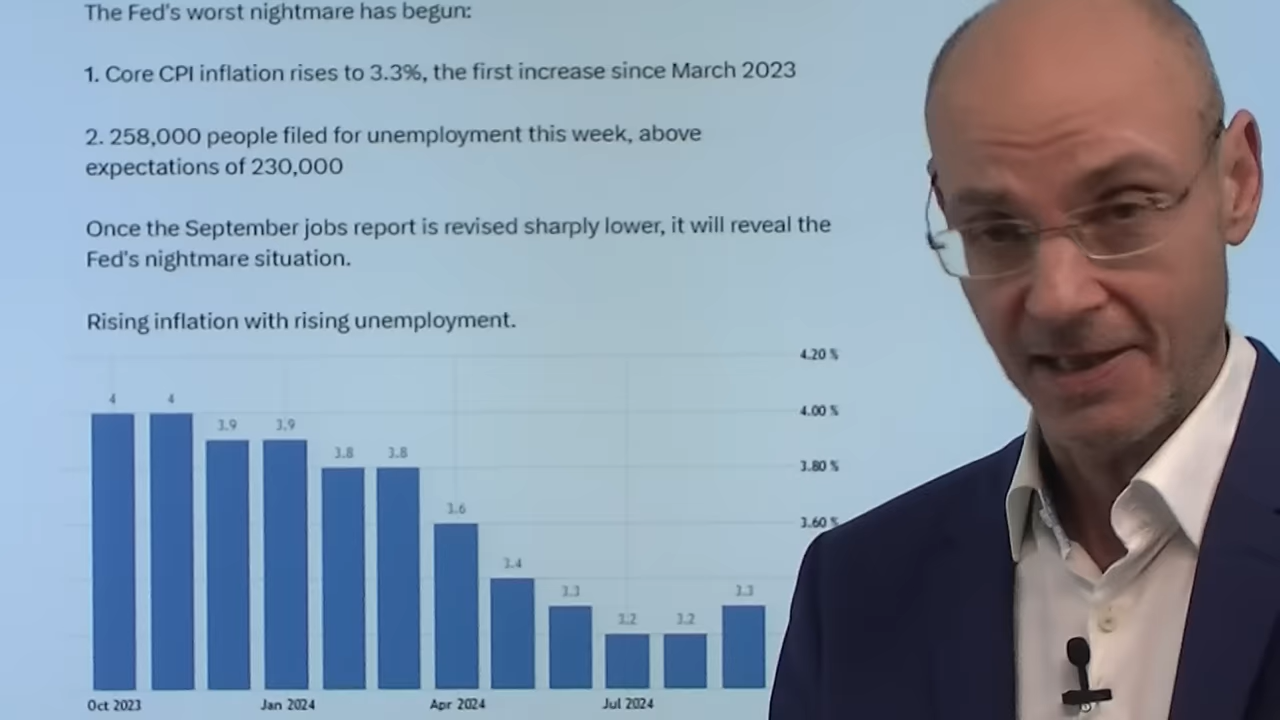 The Fed's worst nightmare has begun:
1. Core CPI inflation rises to 3.3%, the first increase since March 2023
2. 258,000 people filed for unemployment this week, above
expectations of 230,000
Once the September jobs report is revised sharply lower, it will reveal the
Fed's nightmare situation.
Rising inflation with rising unemployment.
4.20 %
4 4 4.00 %
3.9 3.9
3.8 3.8 3.80 %
3.6 3.60 %
3.4
3.3 3.3
3.2 3.2
Oct 2023 Jan 2024 Apr 2024 Jul 2024